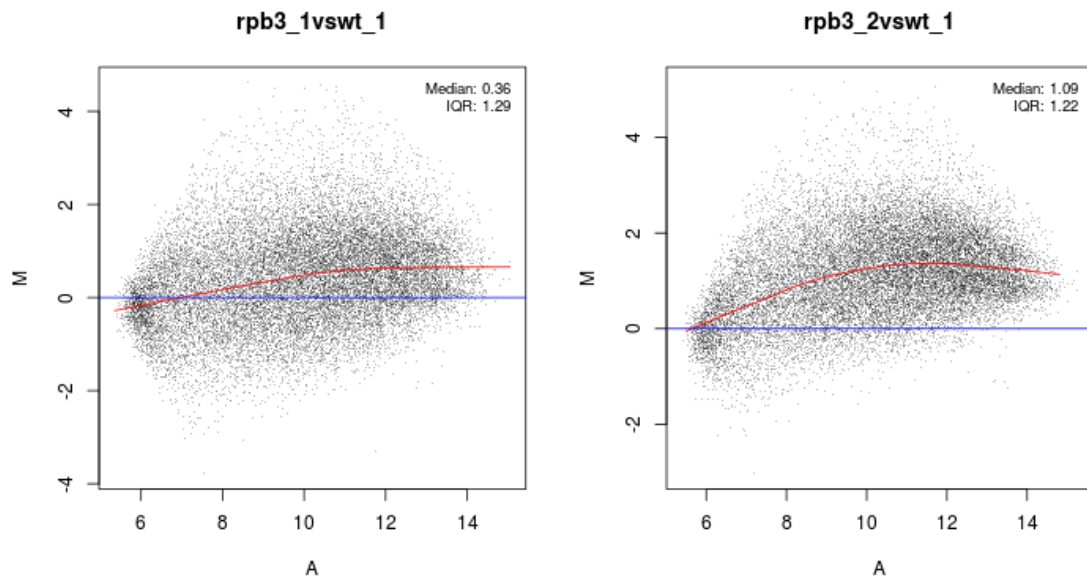 rpb3_1vswt_1
Median: 0.36
IQR: 1.29
4
2
0
-2
-4
M
6 8 10 12 14
A
rpb3_2vswt_1
Median: 1.09
IQR: 1.22
4
2
0
-2
M
6 8 10 12 14
A